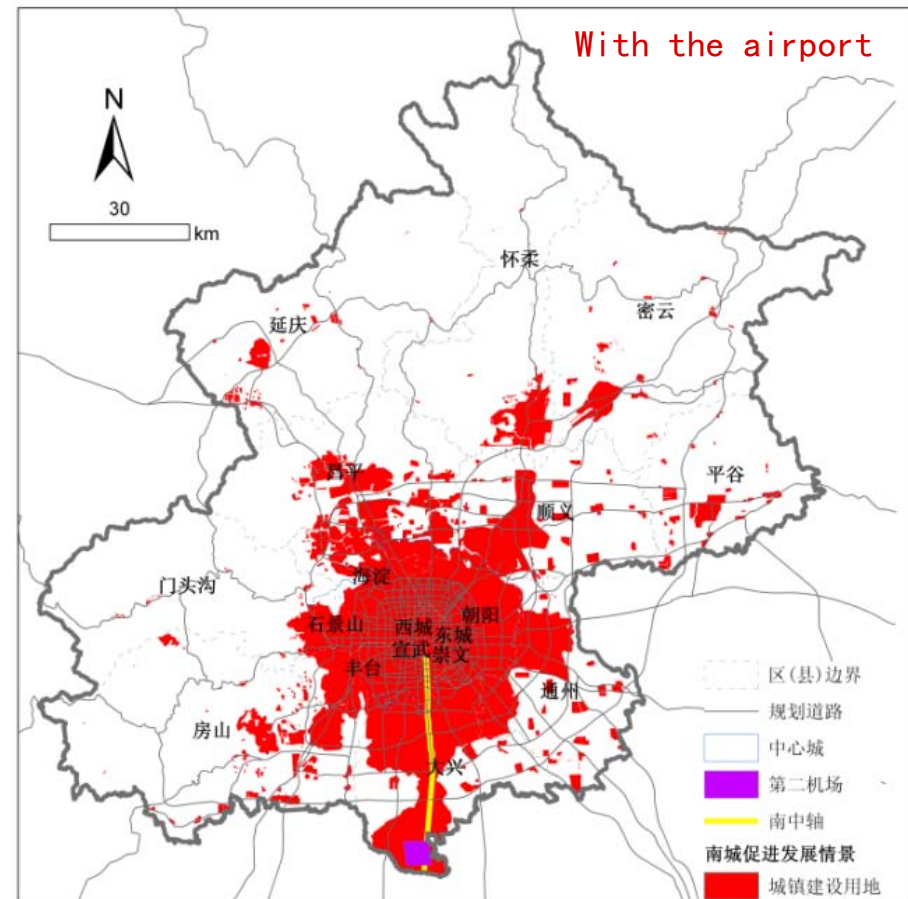 With the airport
N
30
km
怀柔
密云
延庆
昌平
平谷
顺义
海淀
门头沟
朝阳
石景山
西城
东城
宣武
崇文
丰台
通州
房山
大兴
区(县)边界
规划道路
中心城
第二机场
南中轴
南城促进发展情景
城镇建设用地